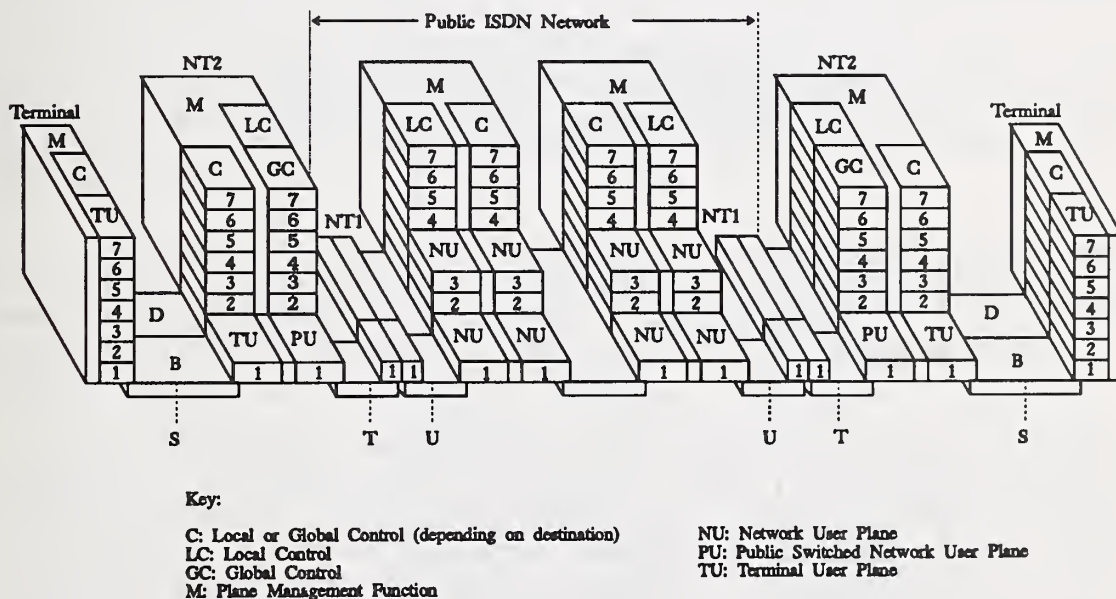 Public ISDN Network
NT2 NT2
M M M M
Terminal LC LC C C LC LC Terminal
M M
C C GC GC C C
TU TU
7 7 7 7 7 7 7 7
6 6 6 6 6 6 6 6
5 5 5 5 5 5 5 5
4 4 4 4 4 4 4 4
3 3 3 3
2 2 2 2
NT1 NT1
NU NU NU NU
3 3 3 3
2 2 2 2
7 7
6 6
5 5
4 4
3 3
2 2
1 1
D D
B B
TU PU NU NU NU NU PU TU
1 1 1 1 1 1 1 1 1 1 1 1
S T U U T S
Key:
C: Local or Global Control (depending on destination)
LC: Local Control
GC: Global Control
M: Plane Management Function
NU: Network User Plane
PU: Public Switched Network User Plane
TU: Terminal User Plane